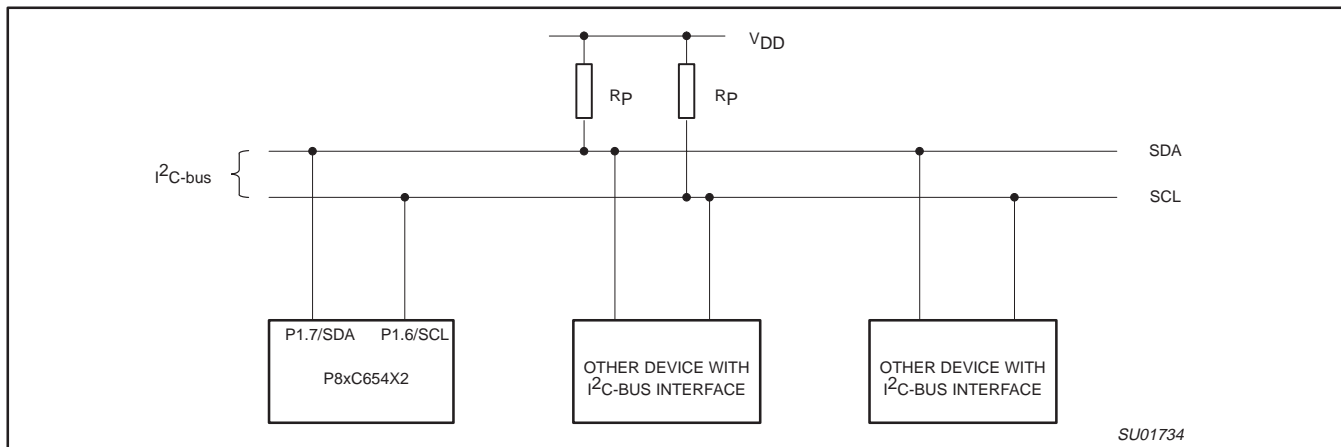 VDD
RP RP
SDA
I2C-bus
SCL
P1.7/SDA P1.6/SCL
P8xC654X2
OTHER DEVICE WITH
I2C-BUS INTERFACE
OTHER DEVICE WITH
I2C-BUS INTERFACE
SU01734